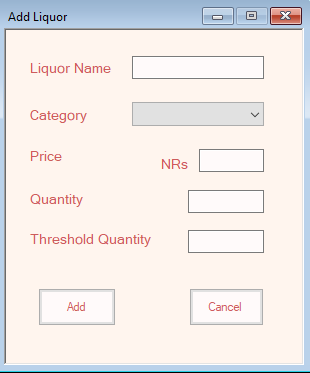 Add Liquor
Liquor Name
Category
Price
NRs
Quantity
Threshold Quantity
Add
Cancel